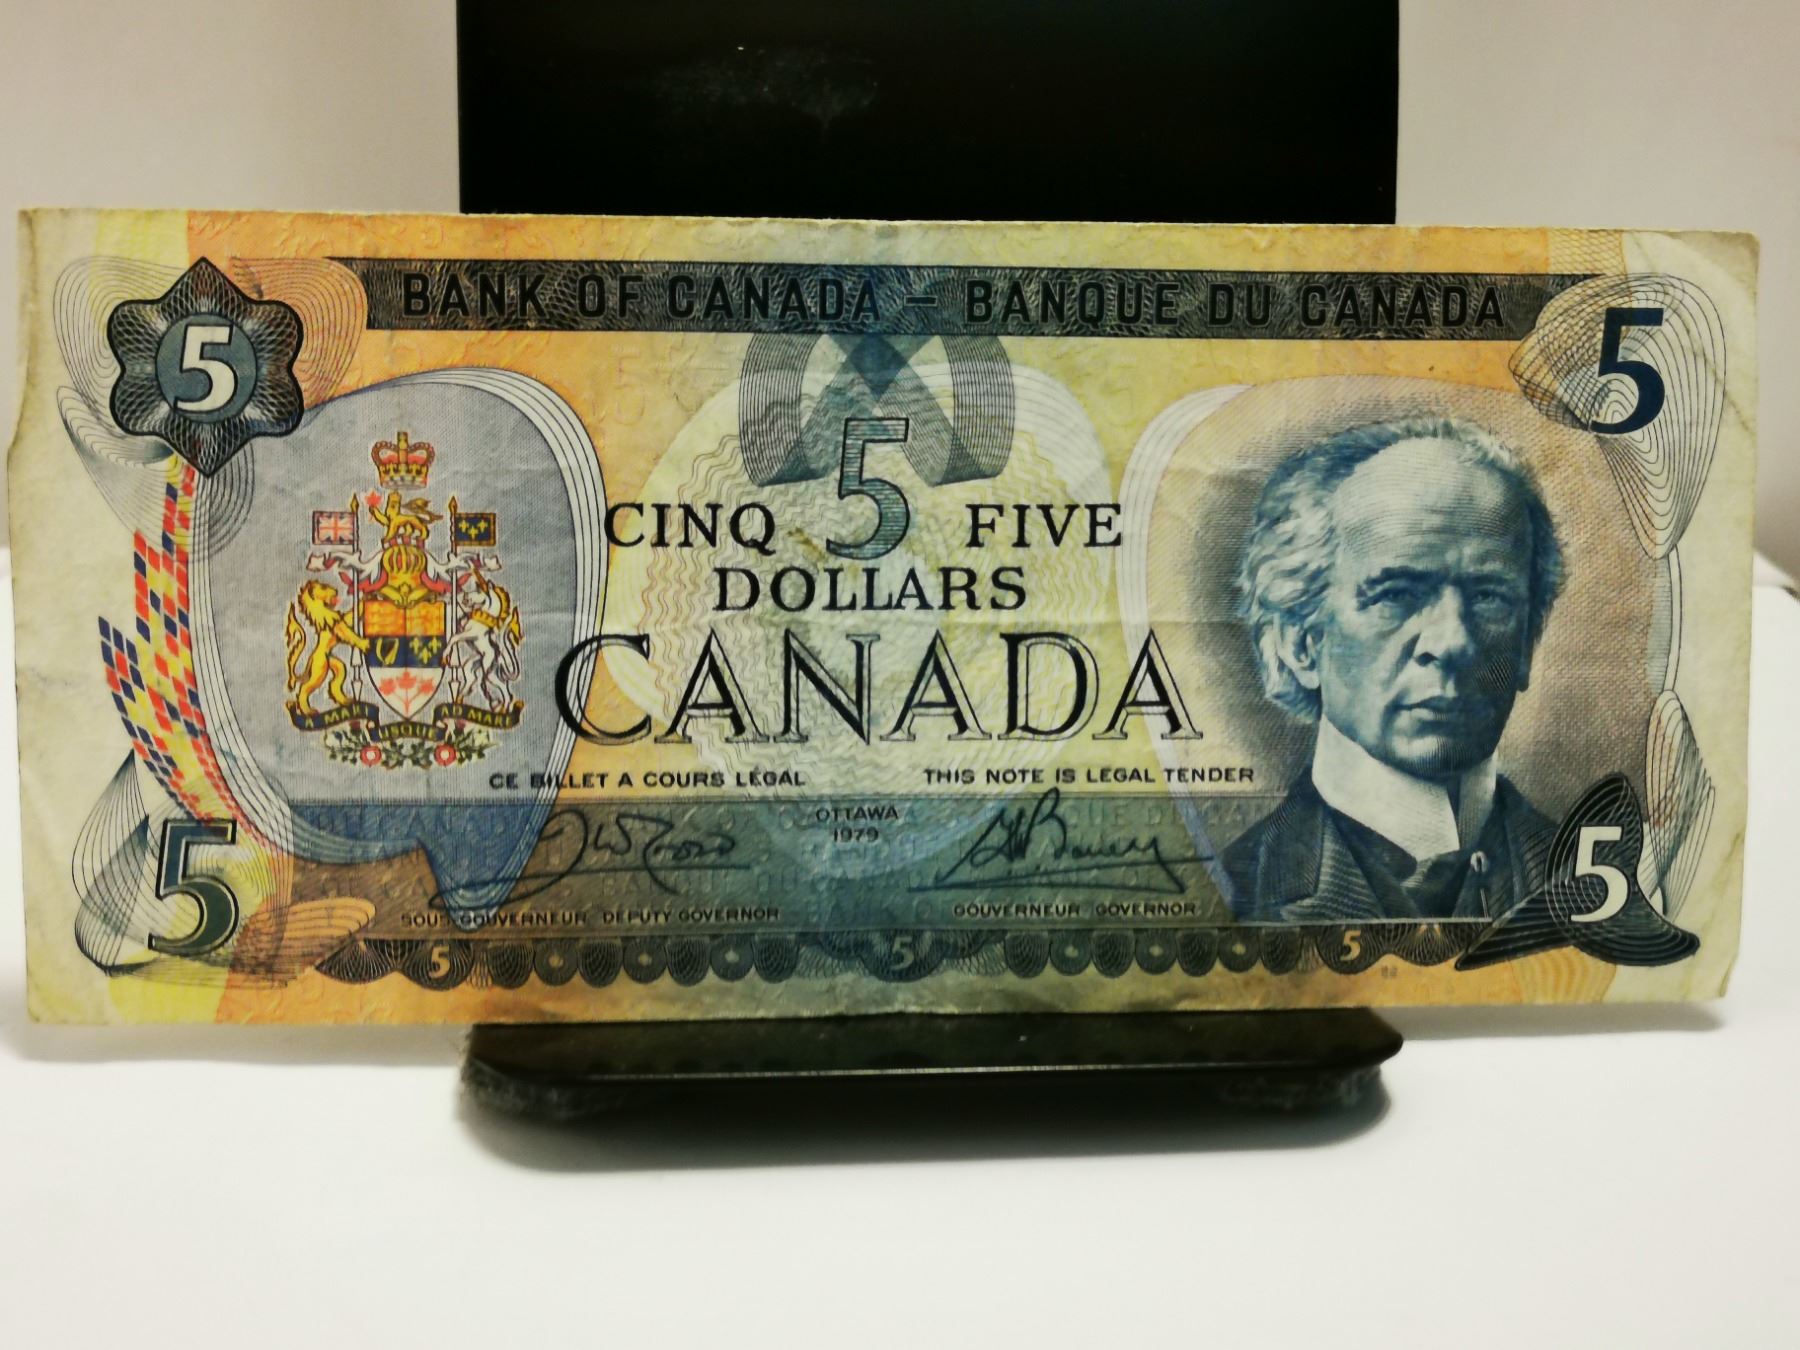 BANK OF CANADA – BANQUE DU CANADA
5
5
5
CINQ FIVE
DOLLARS
CANADA
A MARI USQUE AD MARE
CE BILLET A COURS LÉGAL
THIS NOTE IS LEGAL TENDER
OTTAWA
1979
SOUS-GOUVERNEUR DEPUTY GOVERNOR
GOUVERNEUR GOVERNOR
5
5
5
5
5